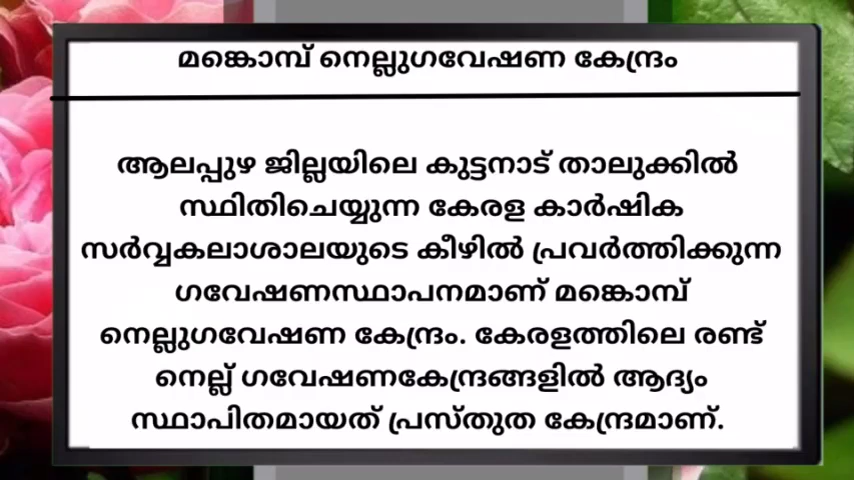 മങ്കൊമ്പ് നെല്ലുഗവേഷണ കേന്ദ്രം
ആലപ്പുഴ ജില്ലയിലെ കുട്ടനാട് താലുക്കിൽ
സ്ഥിതിചെയ്യുന്ന കേരള കാർഷിക
സർവ്വകലാശാലയുടെ കീഴിൽ പ്രവർത്തിക്കുന്ന
ഗവേഷണസ്ഥാപനമാണ് മങ്കൊമ്പ്
നെല്ലുഗവേഷണ കേന്ദ്രം. കേരളത്തിലെ രണ്ട്
നെല്ല് ഗവേഷണകേന്ദ്രങ്ങളിൽ ആദ്യം
സ്ഥാപിതമായത് പ്രസ്തുത കേന്ദ്രമാണ്.